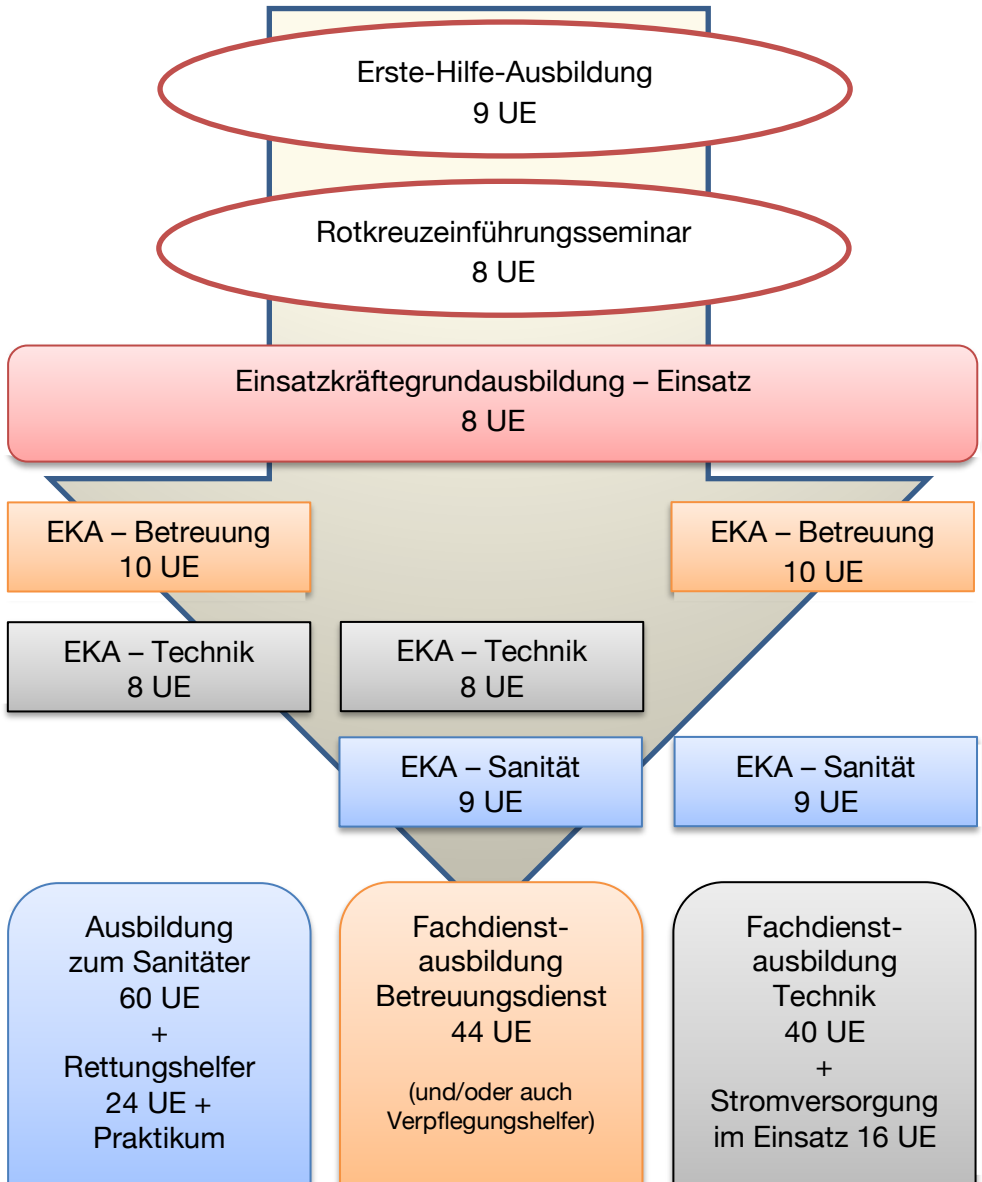 Erste-Hilfe-Ausbildung
9 UE
Rotkreuzeinführungsseminar
8 UE
Einsatzkräftegrundausbildung – Einsatz
8 UE
EKA – Betreuung
10 UE
EKA – Betreuung
10 UE
EKA – Technik
8 UE
EKA – Technik
8 UE
EKA – Sanität
9 UE
EKA – Sanität
9 UE
Ausbildung
zum Sanitäter
60 UE
+
Rettungshelfer
24 UE +
Praktikum
Fachdienst-
ausbildung
Betreuungsdienst
44 UE
(und/oder auch
Verpflegungshelfer)
Fachdienst-
ausbildung
Technik
40 UE
+
Stromversorgung
im Einsatz 16 UE